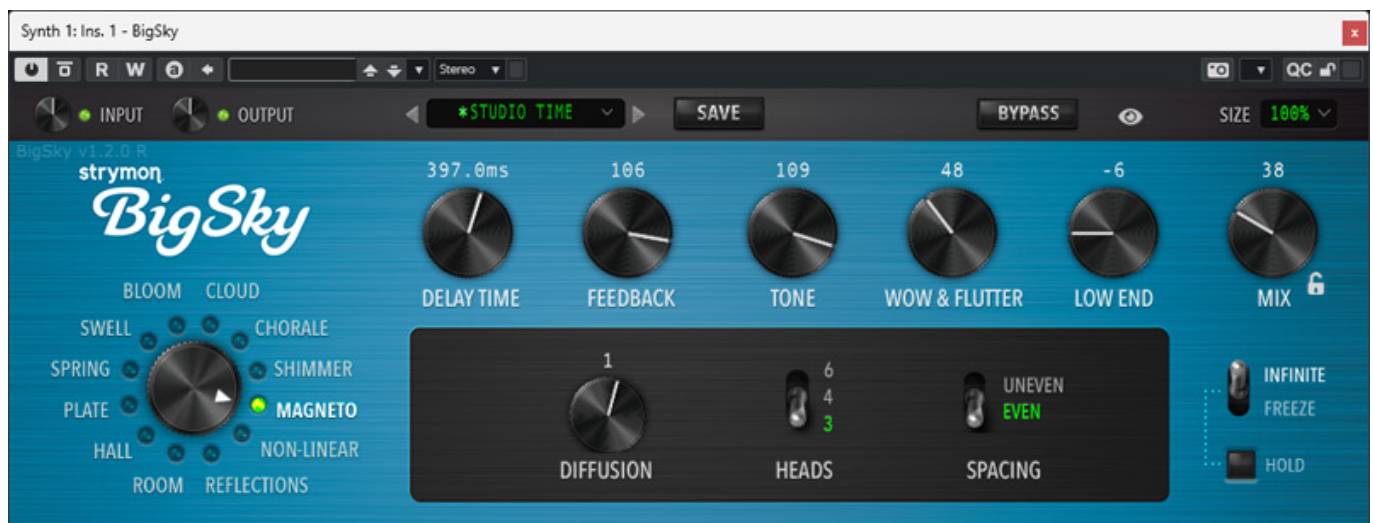 Synth 1: Ins. 1 - BigSky
x
R W a Stereo QC
INPUT OUTPUT *STUDIO TIME SAVE BYPASS SIZE 100%
BigSky v1.2.0 R
strymon
BigSky
397.0ms 106 109 48 -6 38
DELAY TIME FEEDBACK TONE WOW & FLUTTER LOW END MIX
BLOOM CLOUD
SWELL CHORALE
SPRING SHIMMER
PLATE MAGNETO
HALL NON-LINEAR
ROOM REFLECTIONS
1
DIFFUSION
6
4
3
HEADS
UNEVEN
EVEN
SPACING
INFINITE
FREEZE
HOLD